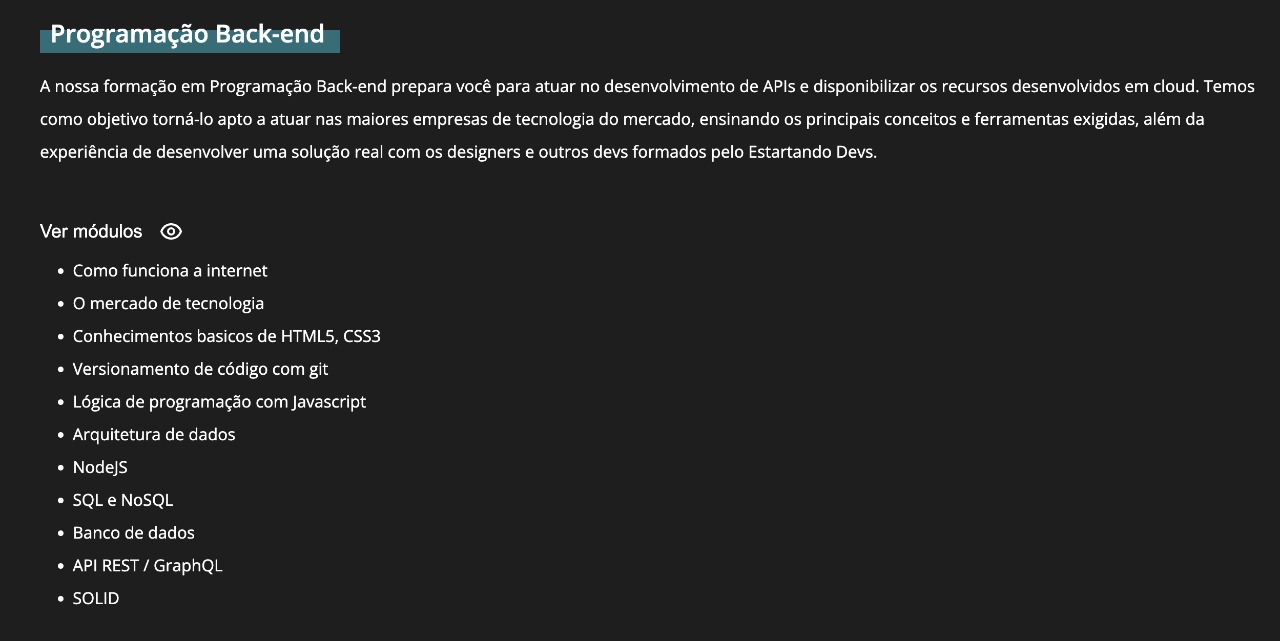 Programação Back-end
A nossa formação em Programação Back-end prepara você para atuar no desenvolvimento de APIs e disponibilizar os recursos desenvolvidos em cloud. Temos
como objetivo torná-lo apto a atuar nas maiores empresas de tecnologia do mercado, ensinando os principais conceitos e ferramentas exigidas, além da
experiência de desenvolver uma solução real com os designers e outros devs formados pelo Estartando Devs.
Ver módulos
• Como funciona a internet
• O mercado de tecnologia
• Conhecimentos basicos de HTML5, CSS3
• Versionamento de código com git
• Lógica de programação com Javascript
• Arquitetura de dados
• NodeJS
• SQL e NoSQL
• Banco de dados
• API REST / GraphQL
• SOLID